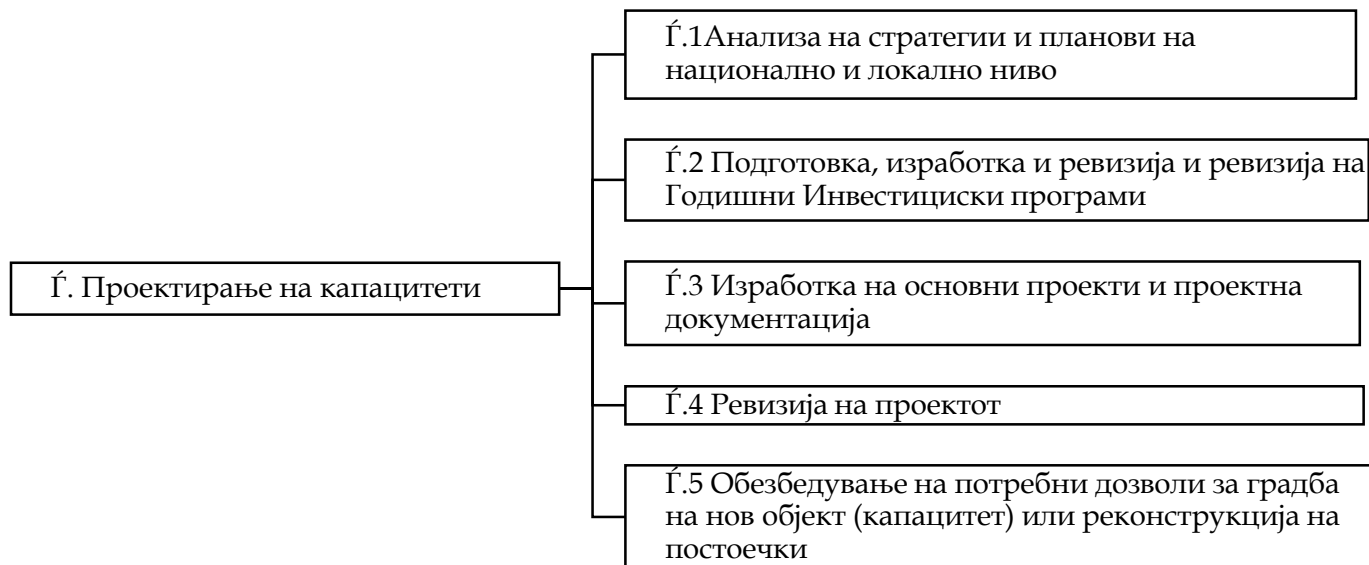 Ѓ.1Анализа на стратегии и планови на
национално и локално ниво
Ѓ.2 Подготовка, изработка и ревизија и ревизија на
Годишни Инвестициски програми
Ѓ. Проектирање на капацитети
Ѓ.3 Изработка на основни проекти и проектна
документација
Ѓ.4 Ревизија на проектот
Ѓ.5 Обезбедување на потребни дозволи за градба
на нов објект (капацитет) или реконструкција на
постоечки